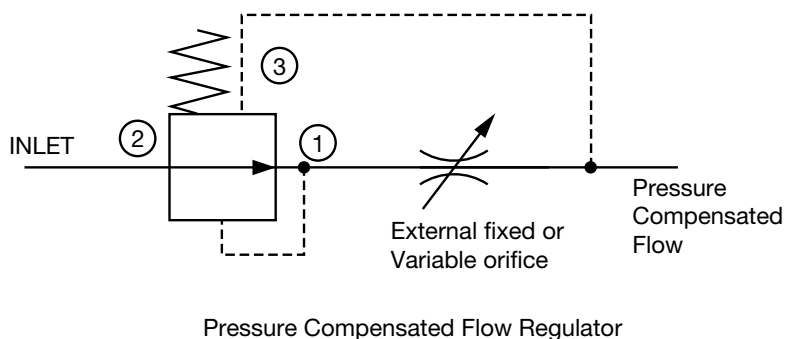 3
2
1
INLET
Pressure
Compensated
Flow
External fixed or
Variable orifice
Pressure Compensated Flow Regulator